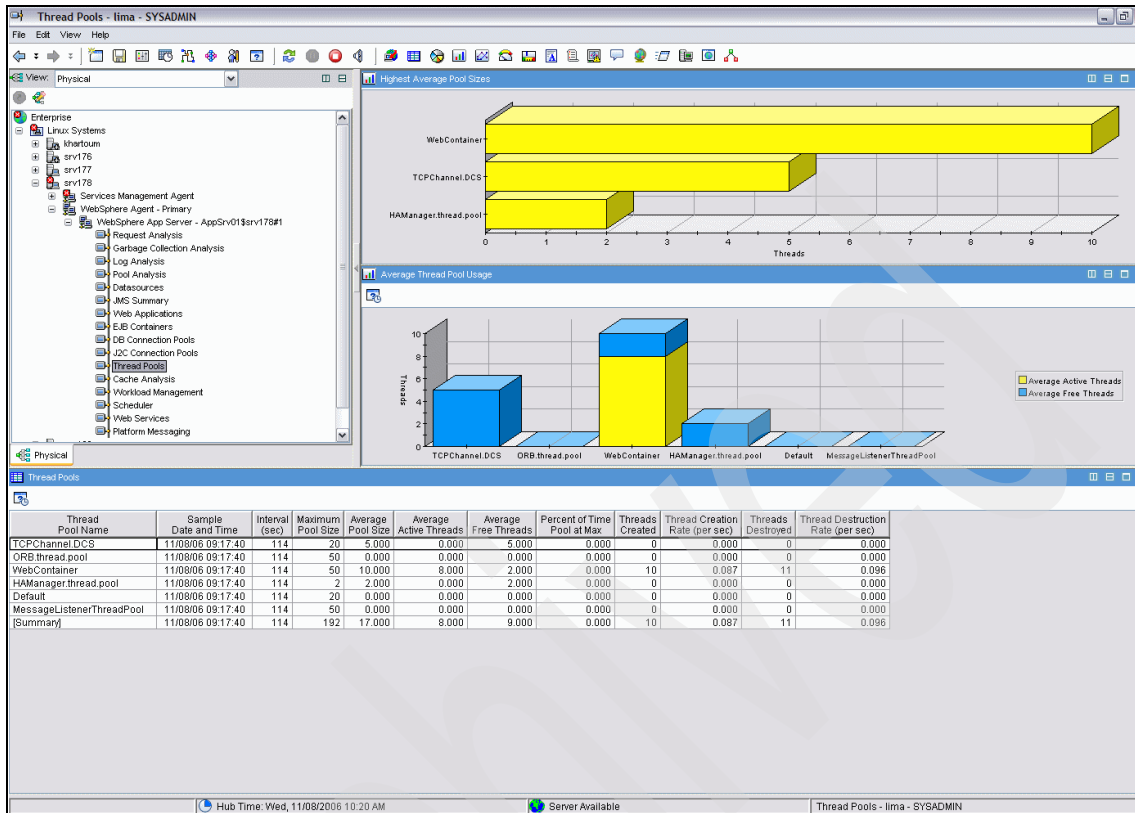 Thread Pools - lima - SYSADMIN
File Edit View Help
View: Physical
Enterprise
Linux Systems
khartoum
srv176
srv177
srv178
Services Management Agent
WebSphere Agent - Primary
WebSphere App Server - AppSrv01$srv178#1
Request Analysis
Garbage Collection Analysis
Log Analysis
Pool Analysis
Datasources
JMS Summary
Web Applications
EJB Containers
DB Connection Pools
J2C Connection Pools
Thread Pools
Cache Analysis
Workload Management
Scheduler
Web Services
Platform Messaging
Physical
Highest Average Pool Sizes
WebContainer
TCPChannel.DCS
HAManager.thread.pool
0 1 2 3 4 5 6 7 8 9 10
Threads
Average Thread Pool Usage
10
8
6
4
2
0
Threads
TCPChannel.DCS ORB.thread.pool WebContainer HAManager.thread.pool Default MessageListenerThreadPool
Average Active Threads
Average Free Threads
Thread Pools
Thread Pool Name Sample Date and Time Interval (sec) Maximum Pool Size Average Pool Size Average Active Threads Average Free Threads Percent of Time Pool at Max Threads Created Thread Creation Rate (per sec) Threads Destroyed Thread Destruction Rate (per sec)
TCPChannel.DCS 11/08/06 09:17:40 114 20 5.000 0.000 5.000 0.000 0 0.000 0 0.000
ORB.thread.pool 11/08/06 09:17:40 114 50 0.000 0.000 0.000 0.000 0 0.000 0 0.000
WebContainer 11/08/06 09:17:40 114 50 10.000 8.000 2.000 0.000 10 0.087 11 0.096
HAManager.thread.pool 11/08/06 09:17:40 114 2 2.000 0.000 2.000 0.000 0 0.000 0 0.000
Default 11/08/06 09:17:40 114 20 0.000 0.000 0.000 0.000 0 0.000 0 0.000
MessageListenerThreadPool 11/08/06 09:17:40 114 50 0.000 0.000 0.000 0.000 0 0.000 0 0.000
[Summary] 11/08/06 09:17:40 114 192 17.000 8.000 9.000 0.000 10 0.087 11 0.096
Hub Time: Wed, 11/08/2006 10:20 AM
Server Available
Thread Pools - lima - SYSADMIN